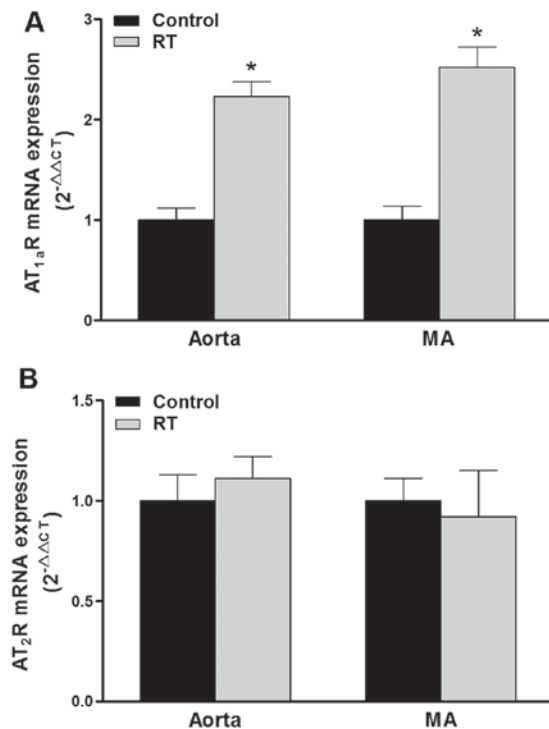 A
Control
RT
AT1aR mRNA expression
(2-ΔΔCT)
3
2
1
0
*
*
Aorta
MA
B
Control
RT
AT2R mRNA expression
(2-ΔΔCT)
1.5
1.0
0.5
0.0
Aorta
MA